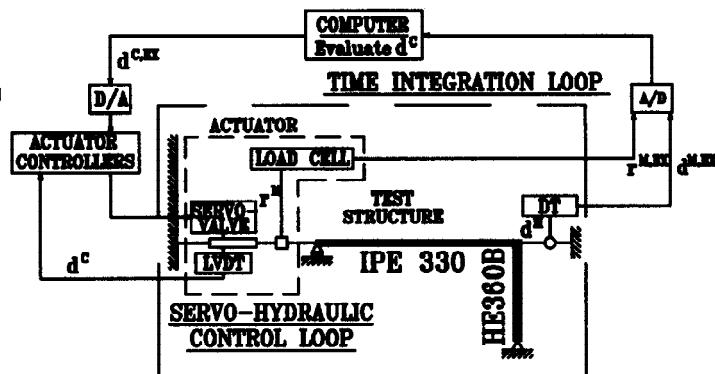 COMPUTER
Evaluate d^C
d^C,EX
TIME INTEGRATION LOOP
D/A
A/D
ACTUATOR
ACTUATOR
CONTROLLERS
LOAD CELL
r^M,EX
d^M,EX
r^M
TEST
STRUCTURE
SERVO-
VALVE
DT
d^M
d^C
LVDT
IPE 330
HE360B
SERVO-HYDRAULIC
CONTROL LOOP